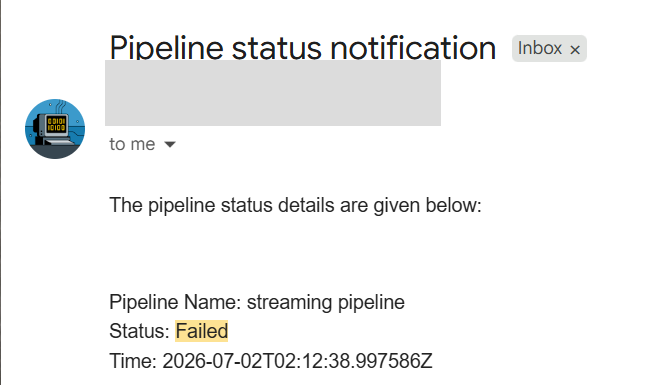 Pipeline status notification Inbox ×
to me
The pipeline status details are given below:
Pipeline Name: streaming pipeline
Status: Failed
Time: 2026-07-02T02:12:38.997586Z